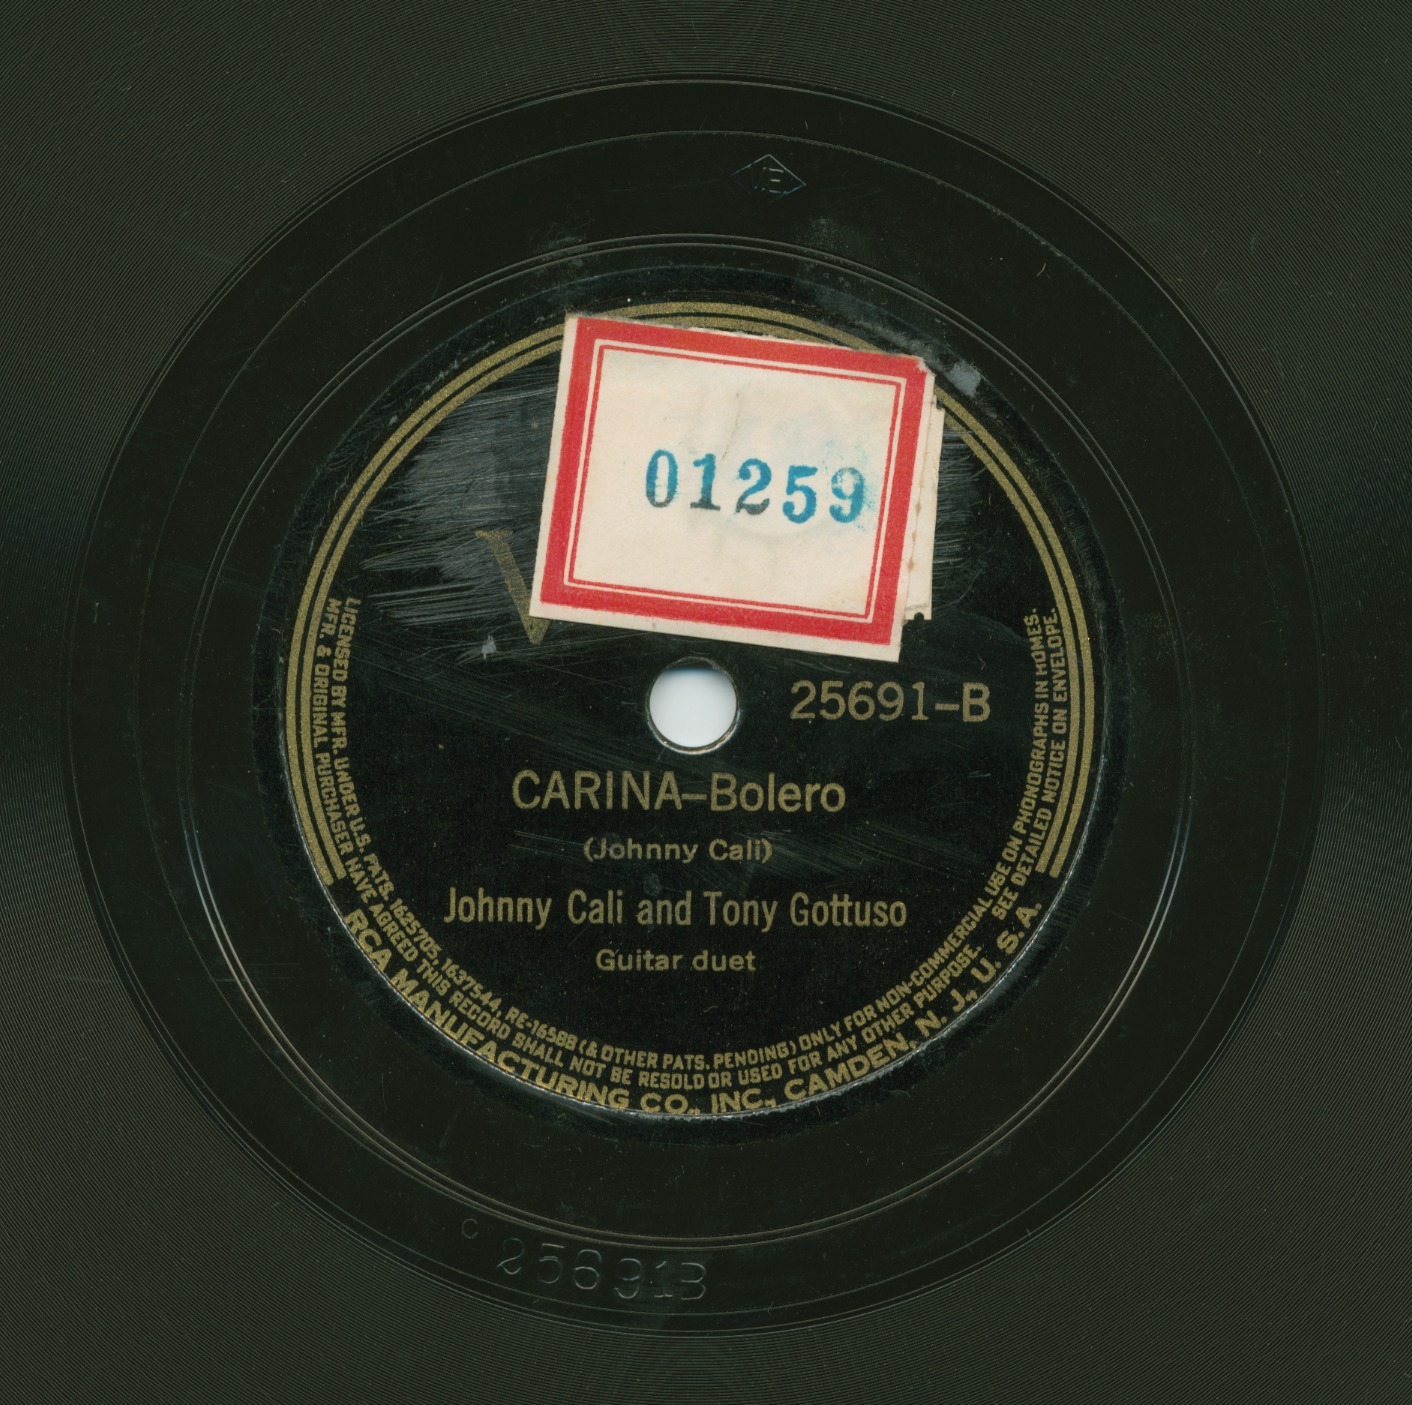 VE
01259
V
25691-B
CARINA-Bolero
(Johnny Cali)
Johnny Cali and Tony Gottuso
Guitar duet
LICENSED BY MFR. UNDER U.S. PATS. 1625705, 1637544, RE-16588 (& OTHER PATS. PENDING) ONLY FOR NON-COMMERCIAL USE ON PHONOGRAPHS IN HOMES.
MFR. & ORIGINAL PURCHASER HAVE AGREED THIS RECORD SHALL NOT BE RESOLD OR USED FOR ANY OTHER PURPOSE. SEE DETAILED NOTICE ON ENVELOPE.
RCA MANUFACTURING CO., INC., CAMDEN, N. J., U. S. A.
C 25691B